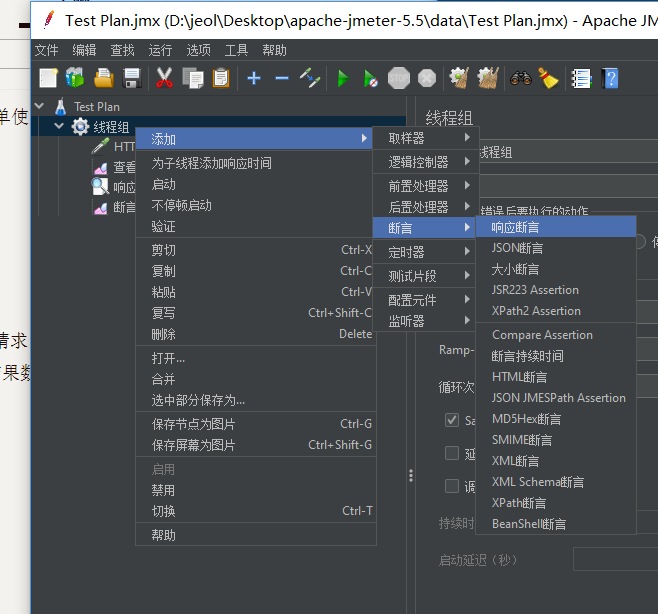 Test Plan.jmx (D:\jeol\Desktop\apache-jmeter-5.5\data\Test Plan.jmx) - Apache JM
文件 编辑 查找 运行 选项 工具 帮助
STOP
Test Plan
单使
线程组
HTT
查看
响应
断言
请求
果数
添加
为子线程添加响应时间
启动
不停顿启动
验证
剪切 Ctrl-X
复制 Ctrl-C
粘贴 Ctrl-V
复写 Ctrl+Shift-C
删除 Delete
打开...
合并
选中部分保存为...
保存节点为图片 Ctrl-G
保存屏幕为图片 Ctrl+Shift-G
启用
禁用
切换 Ctrl-T
帮助
取样器
逻辑控制器
前置处理器
后置处理器
断言
定时器
测试片段
配置元件
监听器
响应断言
JSON断言
大小断言
JSR223 Assertion
XPath2 Assertion
Compare Assertion
断言持续时间
HTML断言
JSON JMESPath Assertion
MD5Hex断言
SMIME断言
XML断言
XML Schema断言
XPath断言
BeanShell断言
线程组
线程组
错误后要执行的动作
Ramp-
循环次
Sa
延
调
持续时
启动延迟（秒）